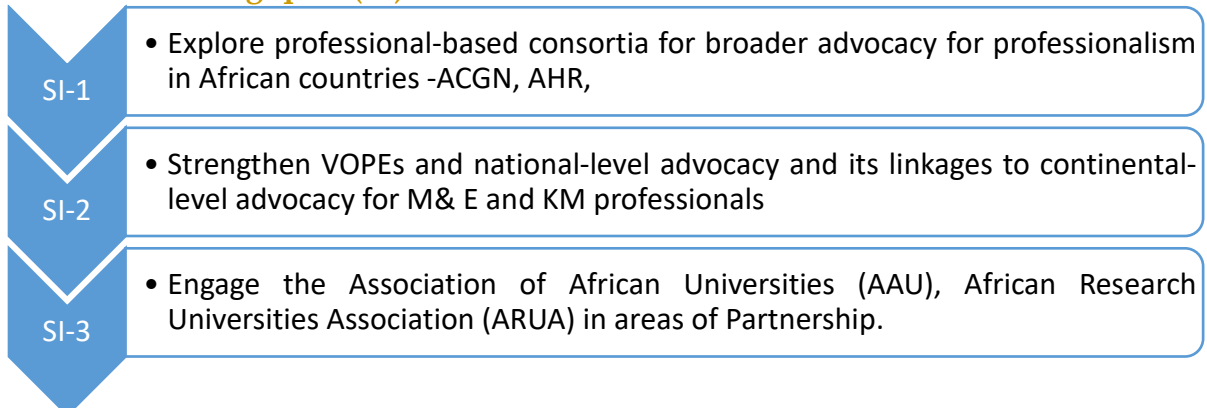 SI-1
• Explore professional-based consortia for broader advocacy for professionalism
in African countries -ACGN, AHR,
SI-2
• Strengthen VOPEs and national-level advocacy and its linkages to continental-
level advocacy for M& E and KM professionals
SI-3
• Engage the Association of African Universities (AAU), African Research
Universities Association (ARUA) in areas of Partnership.